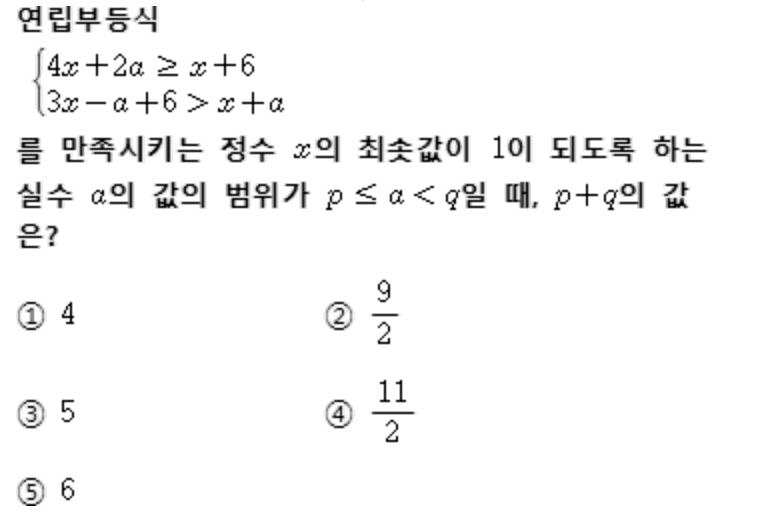 연립부등식
{4x+2a ≥ x+6
3x-a+6 > x+a
를 만족시키는 정수 x의 최솟값이 1이 되도록 하는
실수 a의 값의 범위가 p ≤ a < q일 때, p+q의 값
은?
① 4 ② 9/2
③ 5 ④ 11/2
⑤ 6